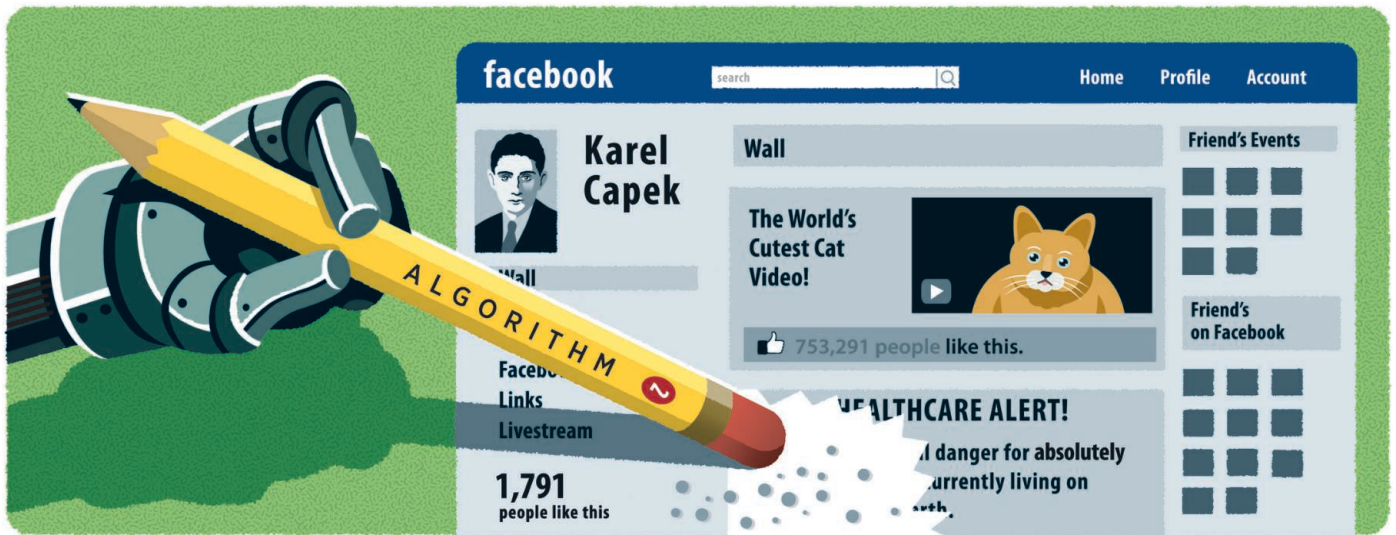 facebook
search
Home Profile Account
Karel
Capek
Wall
Friend's Events
The World's
Cutest Cat
Video!
753,291 people like this.
Friend's
on Facebook
ALGORITHM
2
Links
Livestream
1,791
people like this
HEALTHCARE ALERT!
danger for absolutely
currently living on